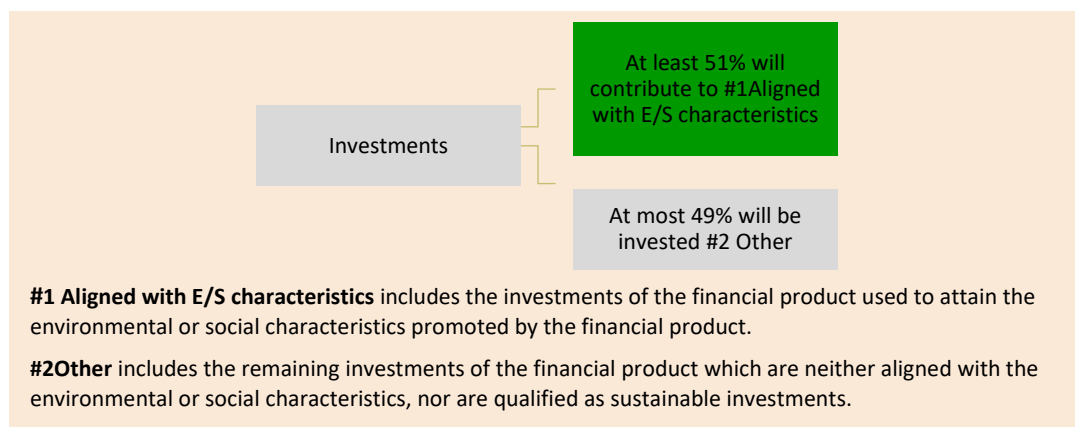 At least 51% will
contribute to #1Aligned
with E/S characteristics
Investments
At most 49% will be
invested #2 Other
#1 Aligned with E/S characteristics includes the investments of the financial product used to attain the
environmental or social characteristics promoted by the financial product.
#2Other includes the remaining investments of the financial product which are neither aligned with the
environmental or social characteristics, nor are qualified as sustainable investments.